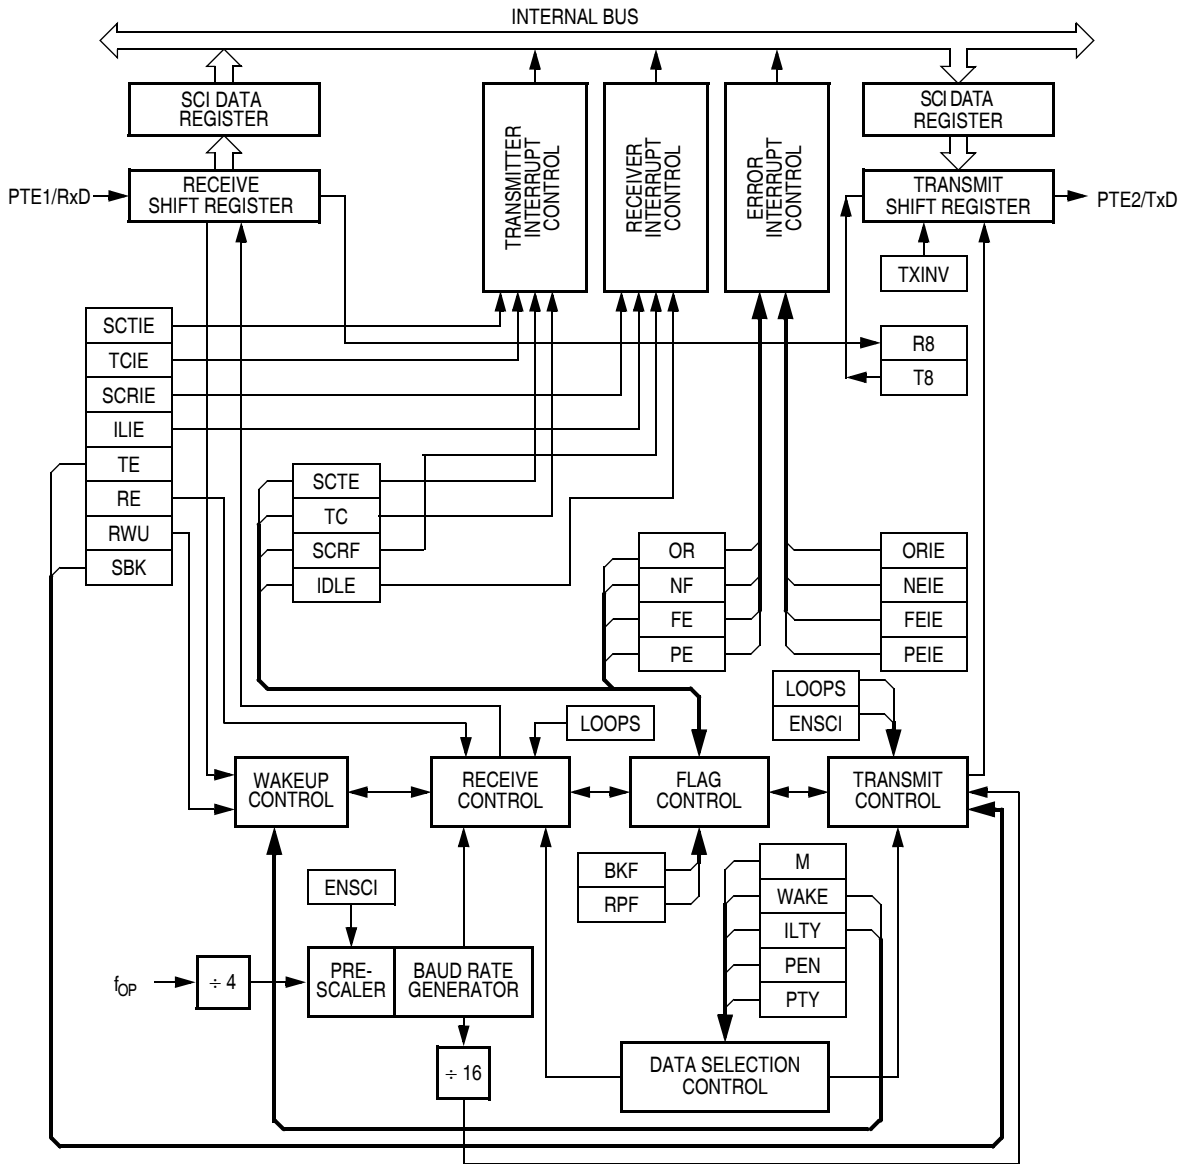 INTERNAL BUS
SCI DATA
REGISTER
SCI DATA
REGISTER
TRANSMITTER
INTERRUPT
CONTROL
RECEIVER
INTERRUPT
CONTROL
ERROR
INTERRUPT
CONTROL
PTE1/RxD
RECEIVE
SHIFT REGISTER
TRANSMIT
SHIFT REGISTER
PTE2/TxD
TXINV
SCTIE
TCIE
SCRIE
ILIE
TE
RE
RWU
SBK
R8
T8
SCTE
TC
SCRF
IDLE
OR
NF
FE
PE
ORIE
NEIE
FEIE
PEIE
LOOPS
ENSCI
LOOPS
WAKEUP
CONTROL
RECEIVE
CONTROL
FLAG
CONTROL
TRANSMIT
CONTROL
BKF
RPF
M
WAKE
ILTY
PEN
PTY
ENSCI
fOP
÷ 4
PRE-
SCALER
BAUD RATE
GENERATOR
÷ 16
DATA SELECTION
CONTROL